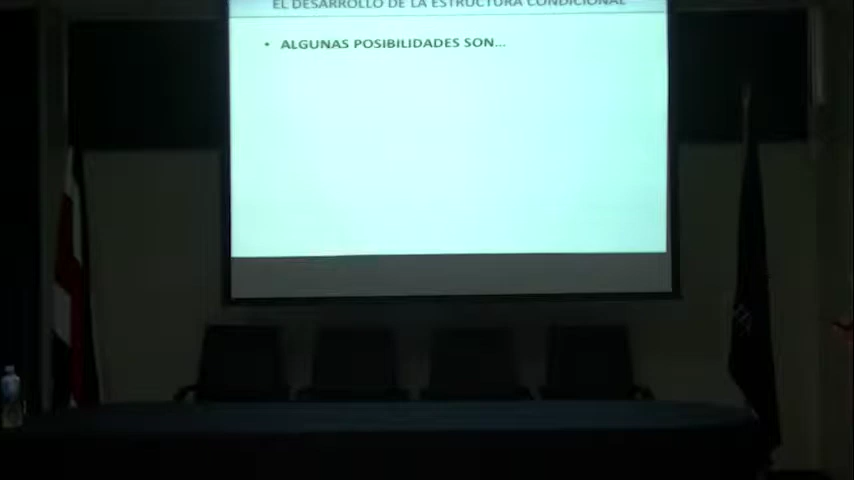 EL DESARROLLO DE LA ESTRUCTURA CONDICIONAL
• ALGUNAS POSIBILIDADES SON...